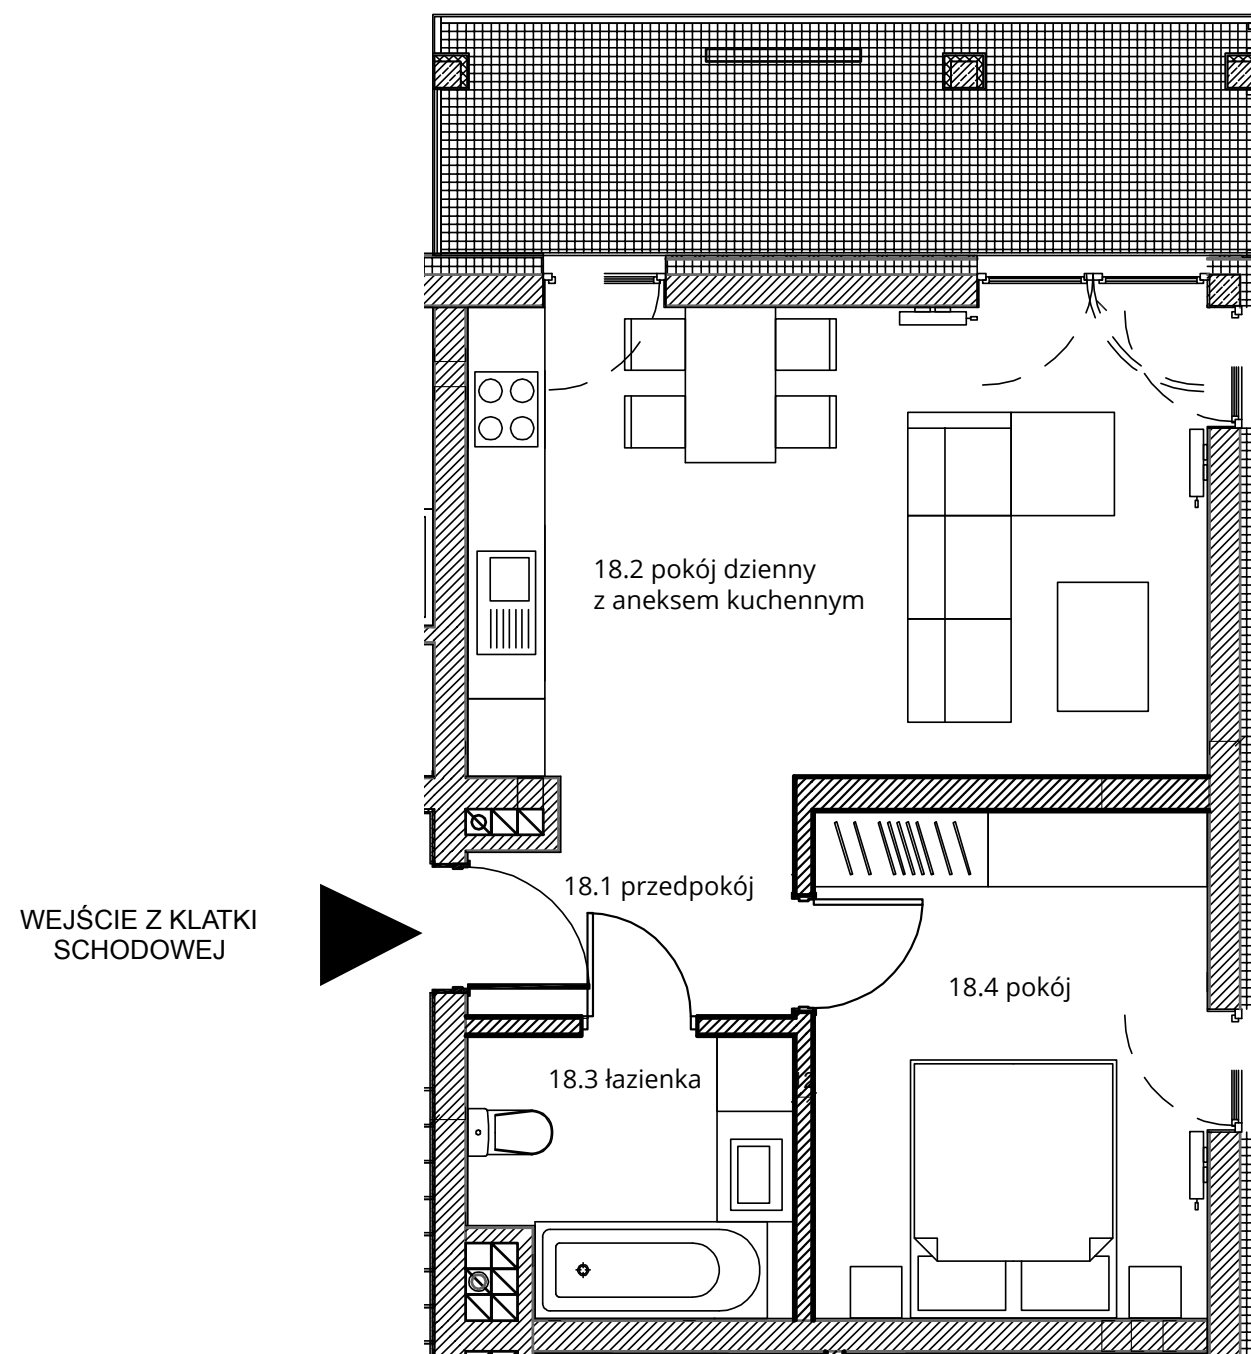 18.2 pokój dzienny
z aneksem kuchennym
18.1 przedpokój
WEJŚCIE Z KLATKI
SCHODOWEJ
18.4 pokój
18.3 łazienka